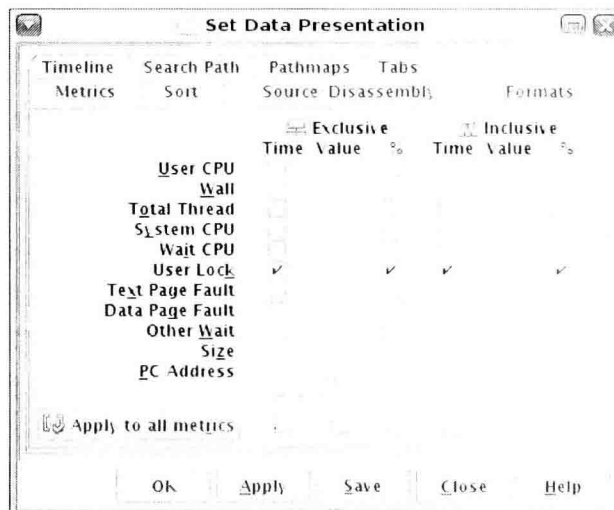 Set Data Presentation
Timeline Search Path Pathmaps Tabs
Metrics Sort Source Disassembly Formats
Exclusive Inclusive
Time Value % Time Value %
User CPU
Wall
Total Thread
System CPU
Wait CPU
User Lock ✓ ✓ ✓ ✓
Text Page Fault
Data Page Fault
Other Wait
Size
PC Address
Apply to all metrics
OK Apply Save Close Help